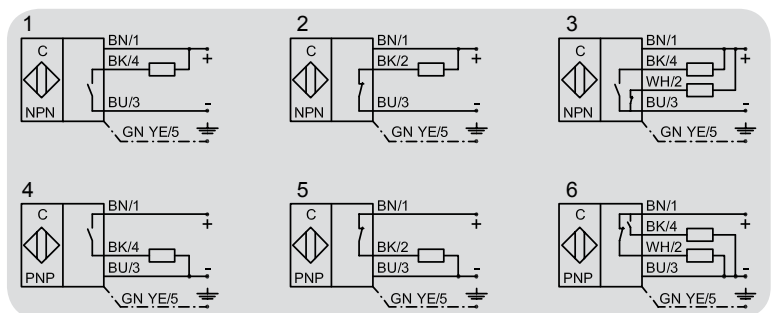 1
C
NPN
BN/1
BK/4
BU/3
+
-
GN YE/5
2
C
NPN
BN/1
BK/2
BU/3
+
-
GN YE/5
3
C
NPN
BN/1
BK/4
WH/2
BU/3
+
-
GN YE/5
4
C
PNP
BN/1
BK/4
BU/3
+
-
GN YE/5
5
C
PNP
BN/1
BK/2
BU/3
+
-
GN YE/5
6
C
PNP
BN/1
BK/4
WH/2
BU/3
+
-
GN YE/5